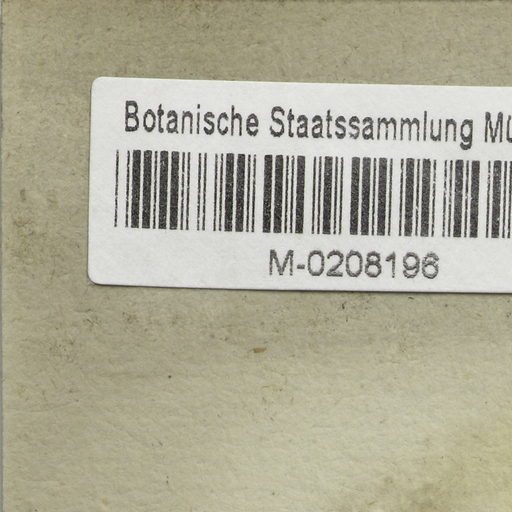 Botanische Staatssammlung Mü
M-0208196